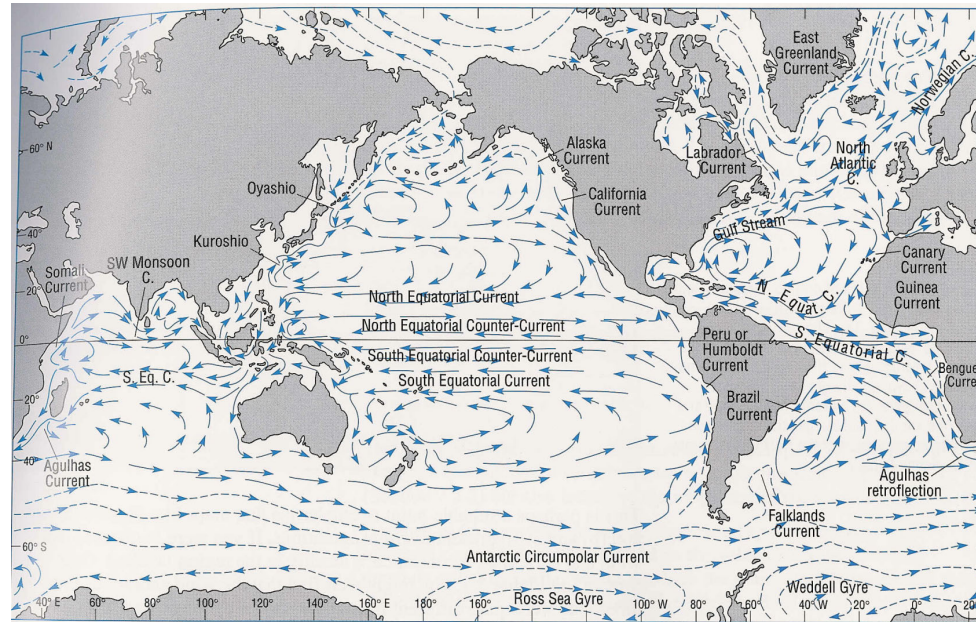 East
Greenland
Current
Norwegian C.
60° N
Alaska
Current
Labrador
Current
North
Atlantic
C.
Oyashio
California
Current
40°
Kuroshio
Gulf Stream
Somali
Current
SW Monsoon
C.
Canary
Current
Guinea
Current
20°
North Equatorial Current
N. Equat. C.
North Equatorial Counter-Current
0°
South Equatorial Counter-Current
Peru or
Humboldt
Current
S. Equatorial C.
S. Eq. C.
South Equatorial Current
Bengue
Curre
20°
Brazil
Current
40°
Agulhas
Current
Agulhas
retroflection
Falklands
Current
60° S
Antarctic Circumpolar Current
Ross Sea Gyre
Weddell Gyre
40° E
60°
80°
100°
120°
140°
160° E
160°
100° W
80°
60°
40° W
20°
0°
20°